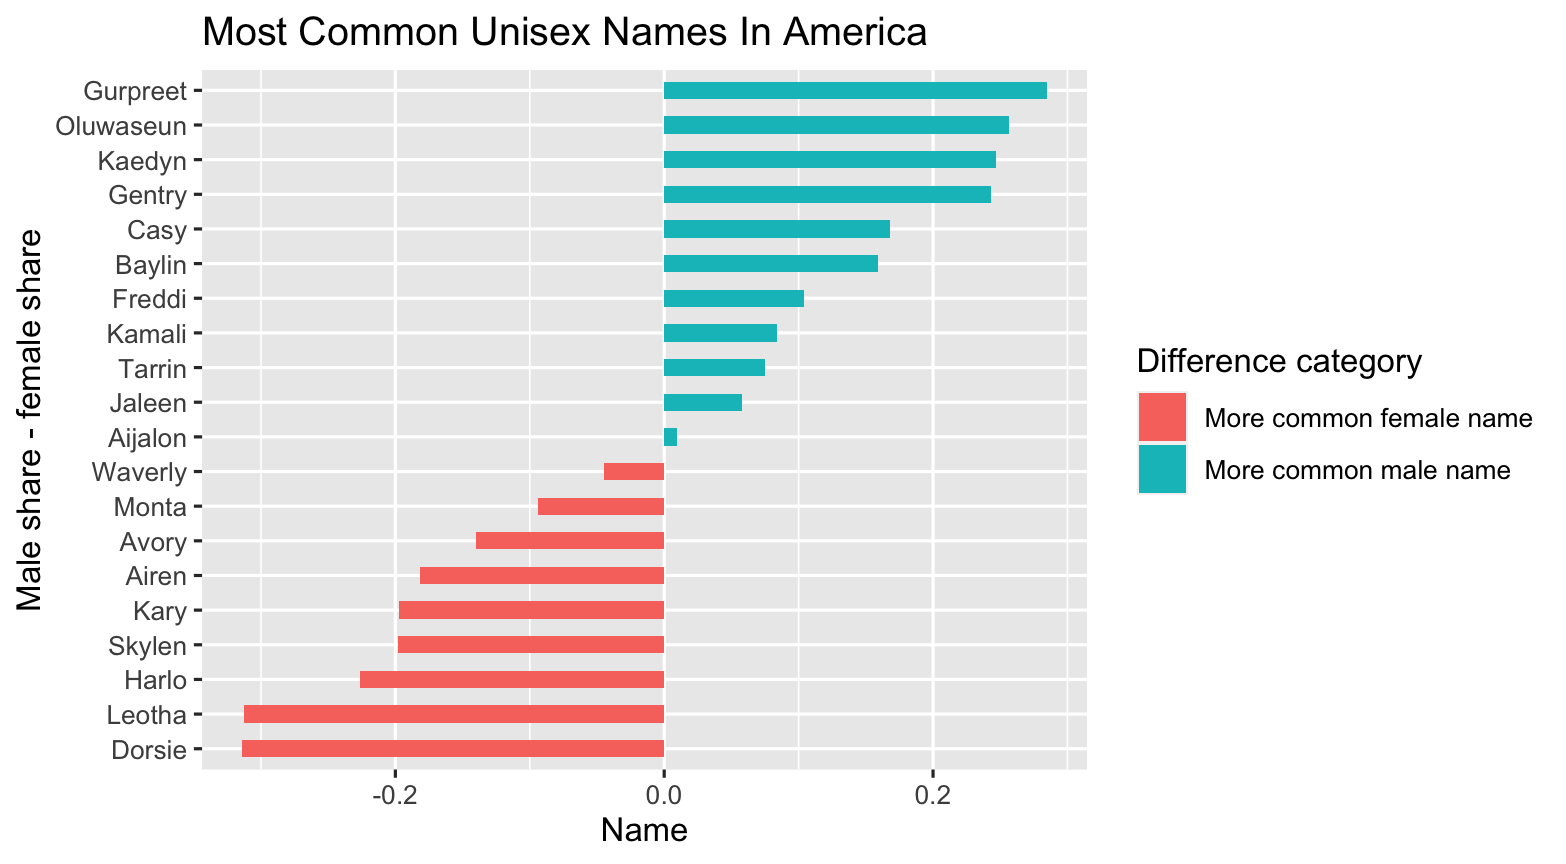 Most Common Unisex Names In America
Male share - female share
Gurpreet
Oluwaseun
Kaedyn
Gentry
Casy
Baylin
Freddi
Kamali
Tarrin
Jaleen
Aijalon
Waverly
Monta
Avory
Airen
Kary
Skylen
Harlo
Leotha
Dorsie
-0.2 0.0 0.2
Name
Difference category
More common female name
More common male name